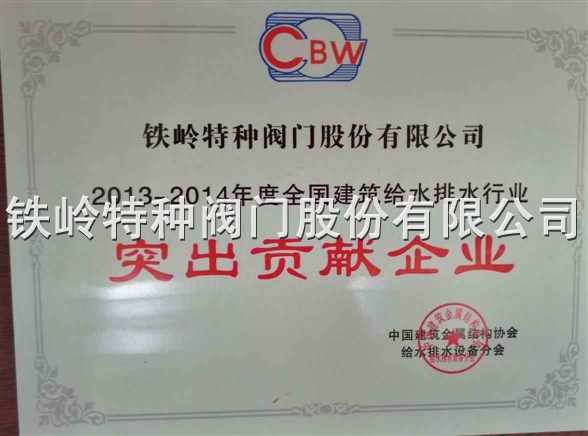 CBW
铁岭特种阀门股份有限公司
2013-2014年度全国建筑给水排水行业
铁岭特种阀门股份有限公司
突出贡献企业
中国建筑金属结构协会
给水排水设备分会